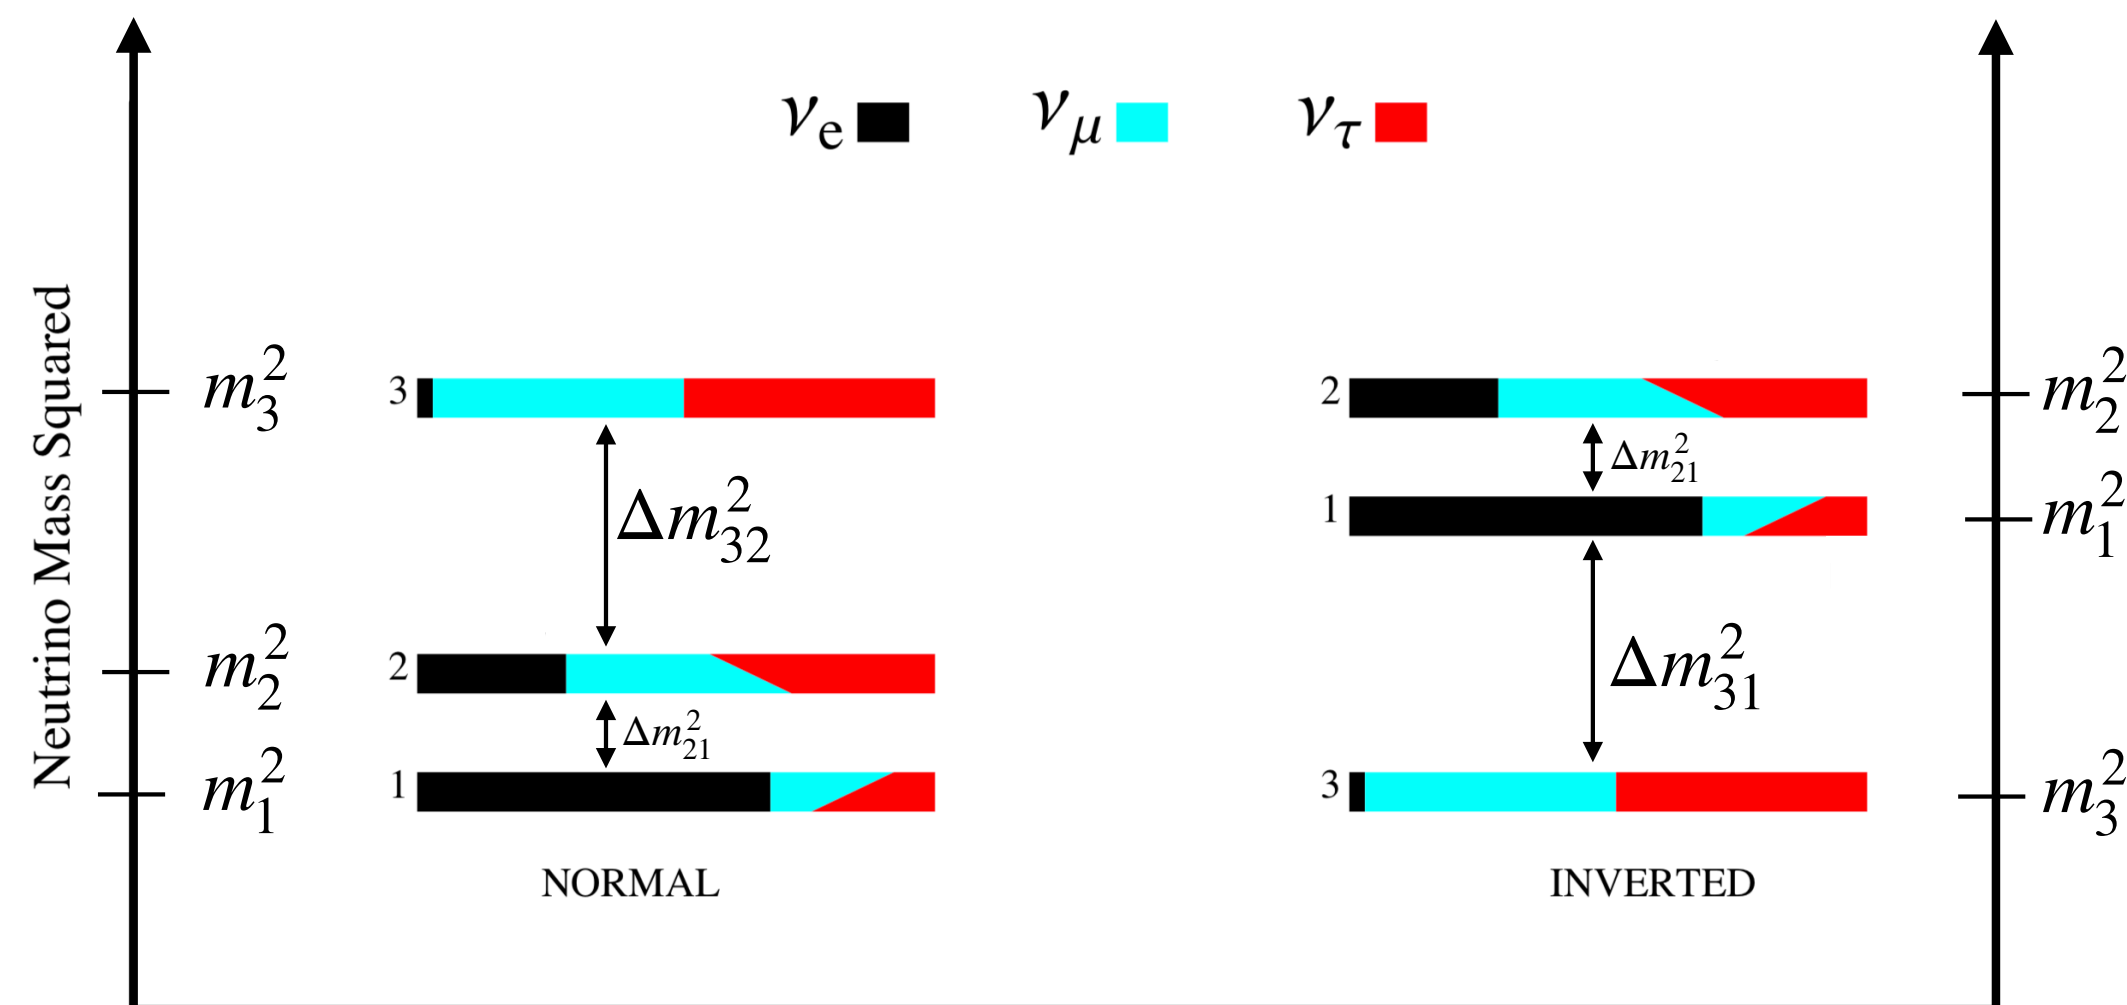 νe νμ ντ
Neutrino Mass Squared
m₃²
3
Δm₃₂²
m₂²
2
Δm₂₁²
m₁²
1
NORMAL
2
m₂²
Δm₂₁²
1
m₁²
Δm₃₁²
3
m₃²
INVERTED